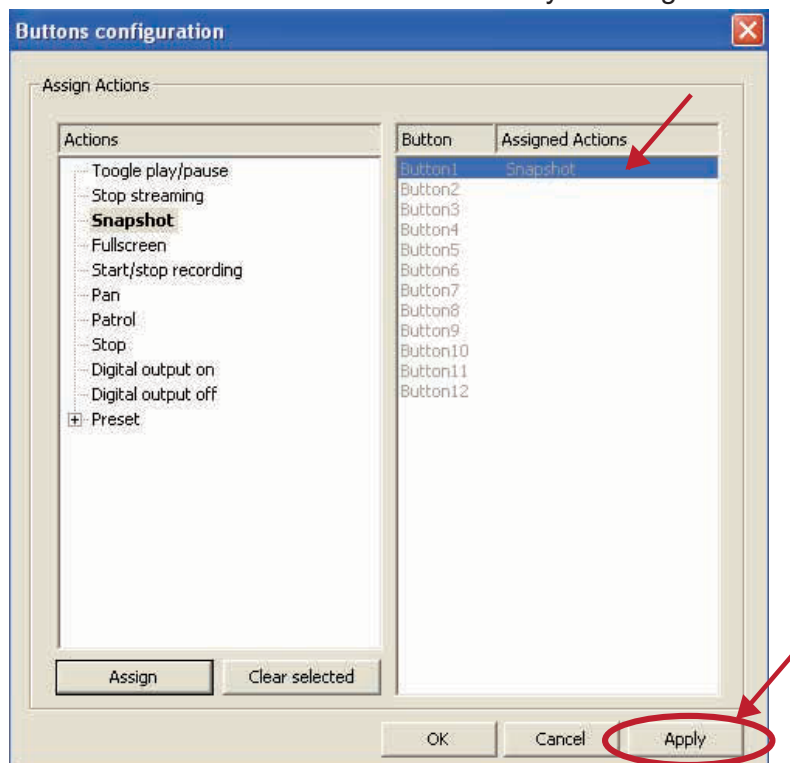 Buttons configuration
Assign Actions
Actions
Toogle play/pause
Stop streaming
Snapshot
Fullscreen
Start/stop recording
Pan
Patrol
Stop
Digital output on
Digital output off
Preset
Assign
Clear selected
Button Assigned Actions
Button1 Snapshot
Button2
Button3
Button4
Button5
Button6
Button7
Button8
Button9
Button10
Button11
Button12
OK Cancel Apply